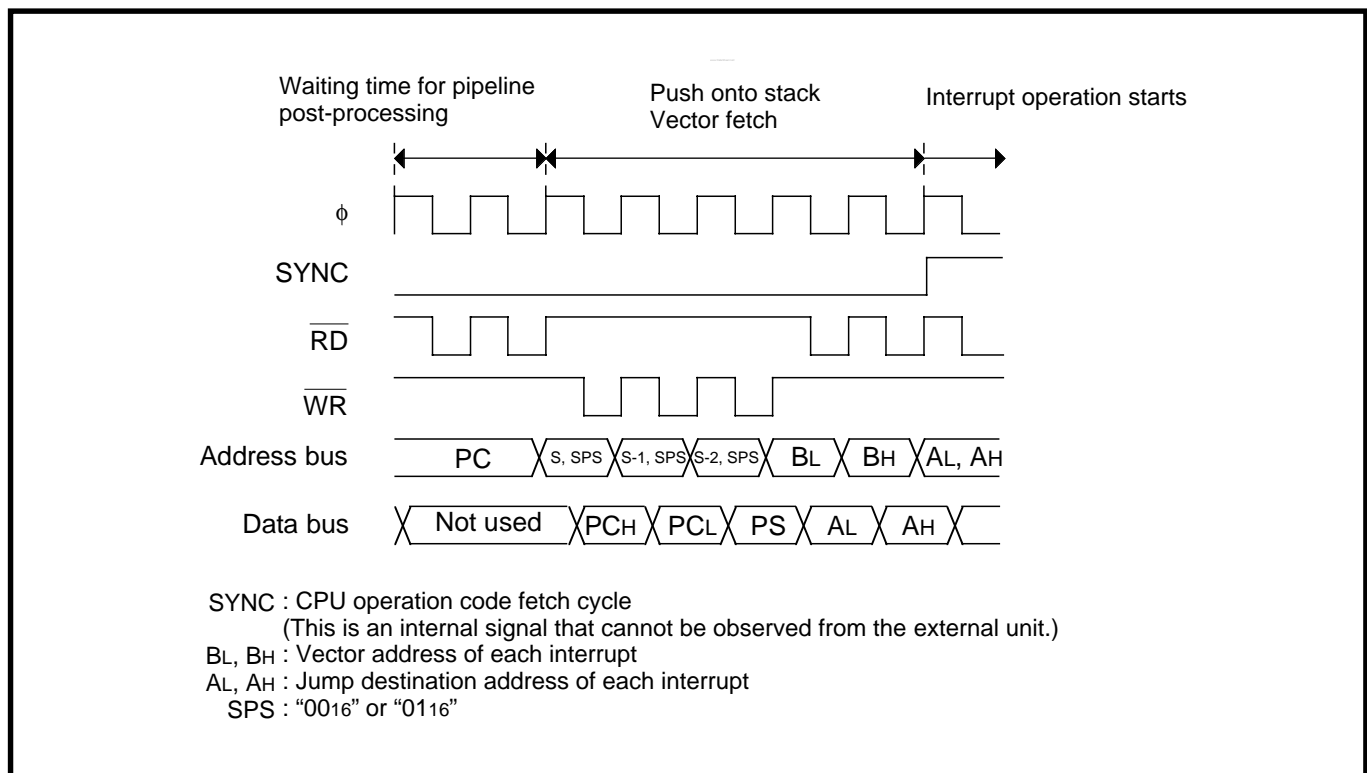 Waiting time for pipeline
post-processing
Push onto stack
Vector fetch
Interrupt operation starts
ϕ
SYNC
RD
WR
Address bus
PC
S, SPS
S-1, SPS
S-2, SPS
BL
BH
AL, AH
Data bus
Not used
PCH
PCL
PS
AL
AH
SYNC : CPU operation code fetch cycle
(This is an internal signal that cannot be observed from the external unit.)
BL, BH : Vector address of each interrupt
AL, AH : Jump destination address of each interrupt
SPS : “0016” or “0116”